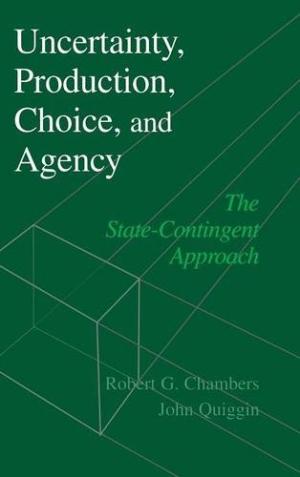 Uncertainty,
Production,
Choice, and
Agency
The
State-Contingent
Approach
Robert G. Chambers
John Quiggin